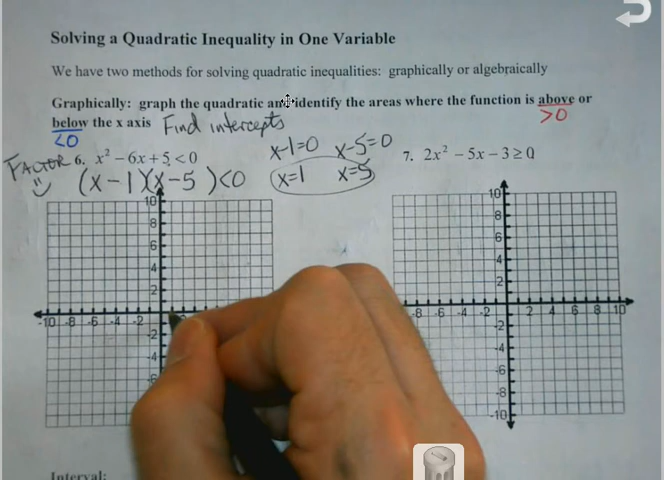 Solving a Quadratic Inequality in One Variable
We have two methods for solving quadratic inequalities: graphically or algebraically
Graphically: graph the quadratic and identify the areas where the function is above or
below the x axis Find intercepts >0
<0
x-1=0 x-5=0
FACTOR 6. x² – 6x + 5 < 0 7. 2x² – 5x – 3 ≥ 0
(x-1)(x-5)<0 x=1 x=5
10 10
8 8
6 6
4 4
2 2
-10 -8 -6 -4 -2 -8 -6 -4 -2 2 4 6 8 10
-2 -2
-4 -4
-6
-8
-10
Interval: